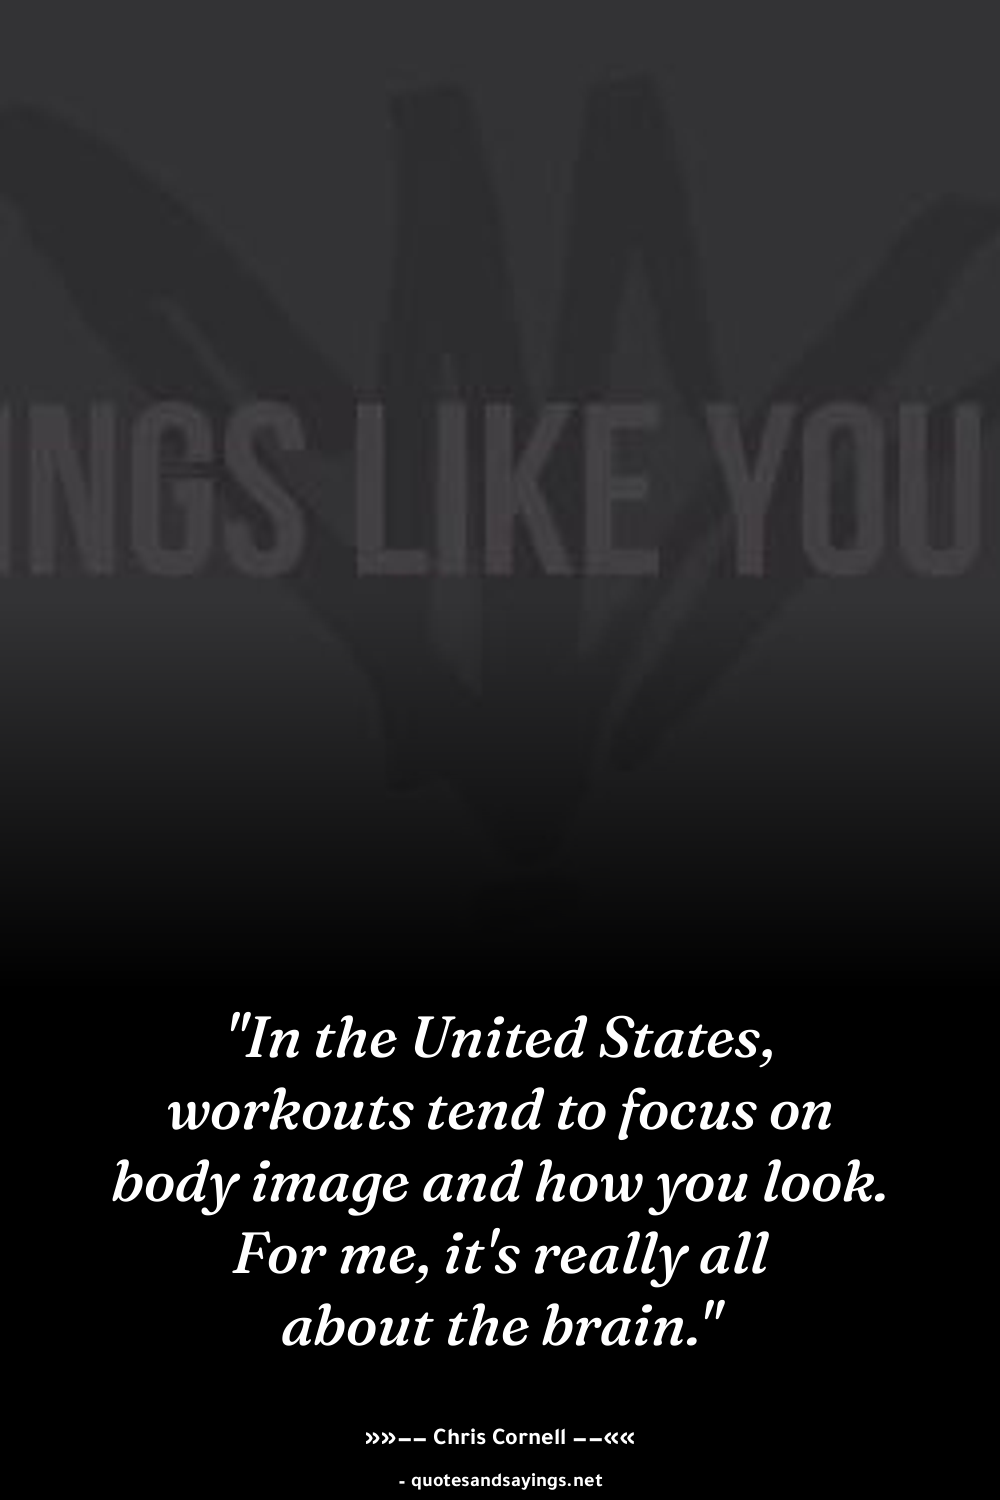 INGS LIKE YOU
"In the United States,
workouts tend to focus on
body image and how you look.
For me, it's really all
about the brain."
»»−− Chris Cornell −−««
- quotesandsayings.net